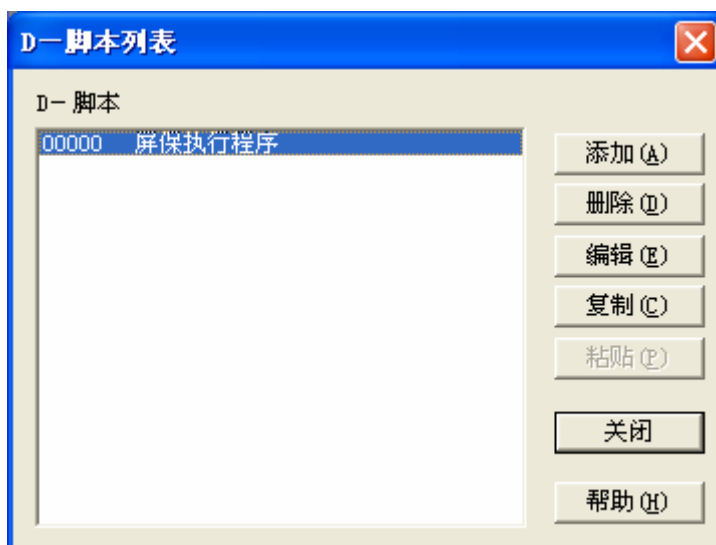 D－脚本列表
D－ 脚本
00000 屏保执行程序
添加(A)
删除(D)
编辑(E)
复制(C)
粘贴(P)
关闭
帮助(H)